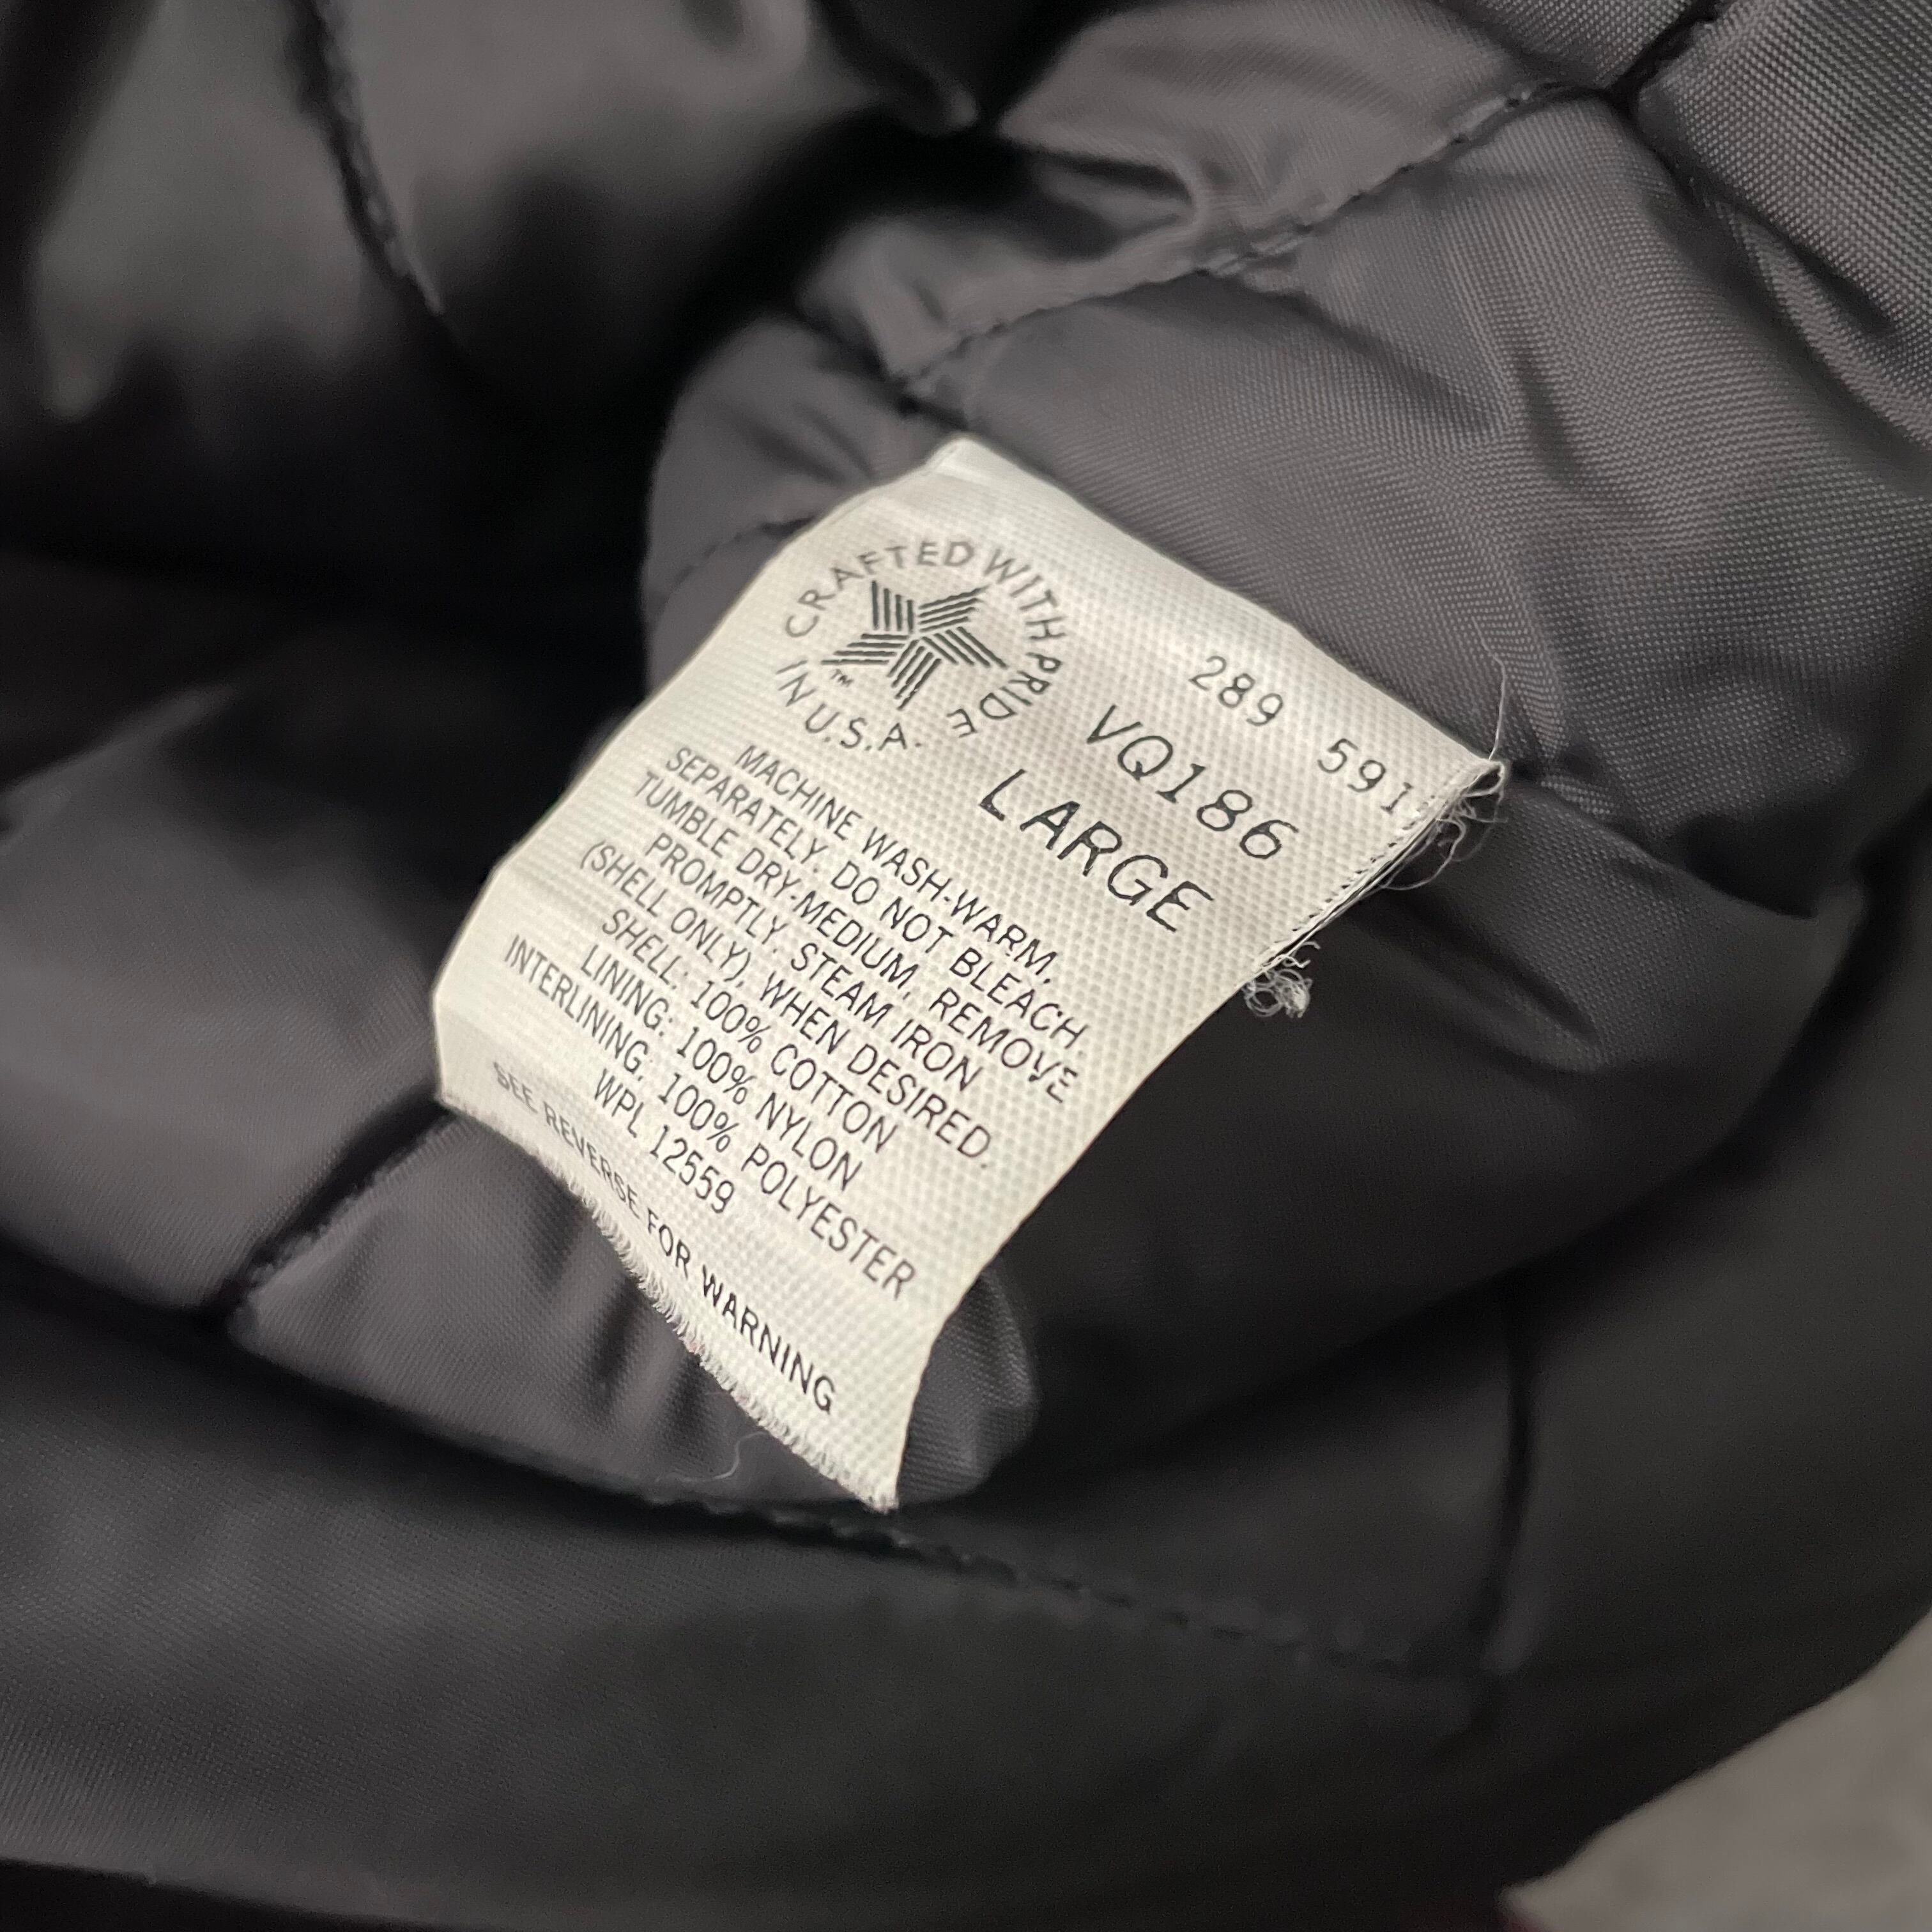 289 591
VQ186
LARGE
CRAFTED WITH PRIDE
IN U.S.A.
TM
MACHINE WASH-WARM,
SEPARATELY. DO NOT BLEACH.
TUMBLE DRY-MEDIUM, REMOVE
PROMPTLY. STEAM IRON
(SHELL ONLY), WHEN DESIRED.
SHELL: 100% COTTON
LINING: 100% NYLON
INTERLINING: 100% POLYESTER
WPL 12559
SEE REVERSE FOR WARNING